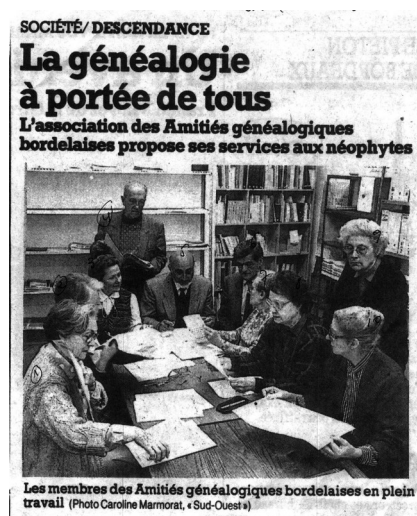 SOCIÉTÉ/ DESCENDANCE
La généalogie
à portée de tous
L'association des Amitiés généalogiques
bordelaises propose ses services aux néophytes
Les membres des Amitiés généalogiques bordelaises en plein
travail (Photo Caroline Marmorat, « Sud-Ouest »)